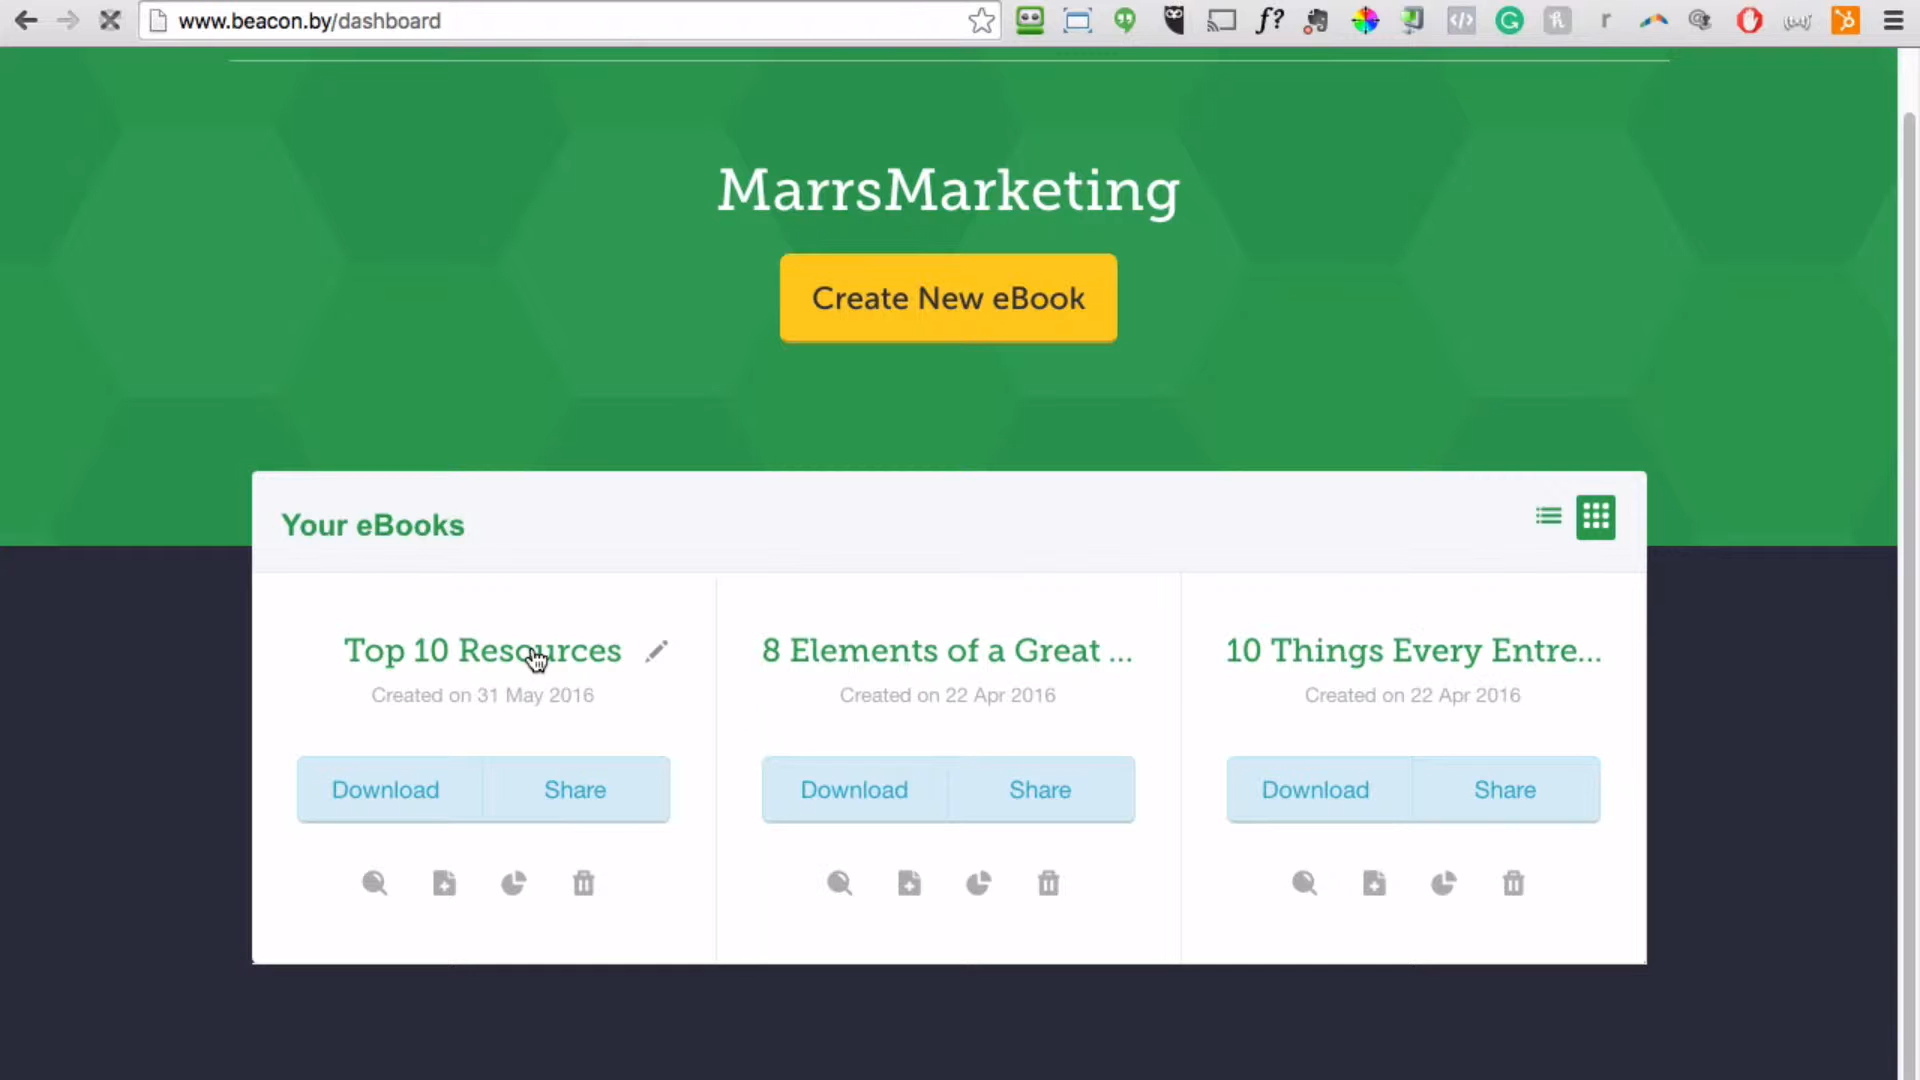 www.beacon.by/dashboard
MarrsMarketing
Create New eBook
Your eBooks
Top 10 Resources
Created on 31 May 2016
Download
Share
8 Elements of a Great ...
Created on 22 Apr 2016
Download
Share
10 Things Every Entre...
Created on 22 Apr 2016
Download
Share